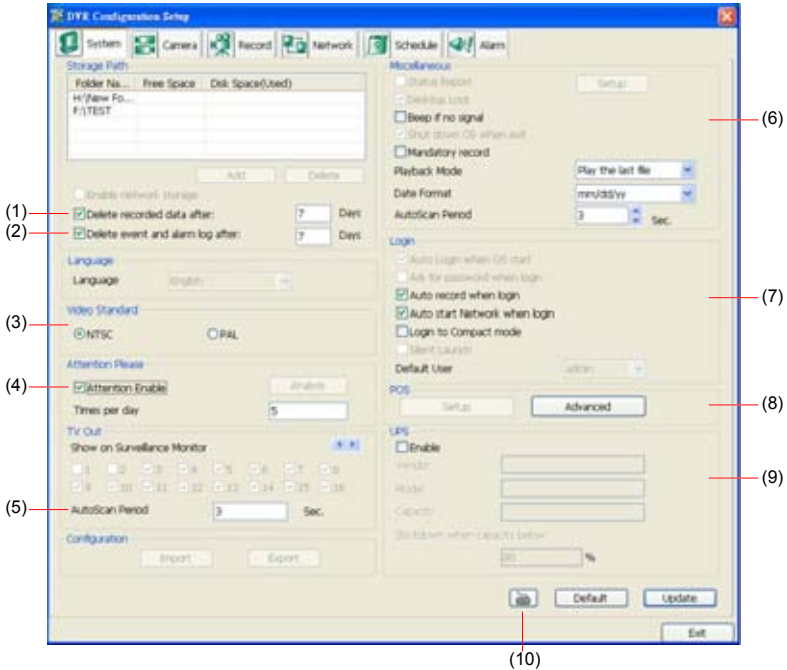 DVR Configuration Setup
System Camera Record Network Schedule Alarm
Storage Path
Folder Na... Free Space Disk Space(Used)
H:\New Fo...
F:\TEST
Add Delete
Enable network storage
(1) Delete recorded data after: 7 Days
(2) Delete event and alarm log after: 7 Days
Language
Language English
Video Standard
(3) NTSC PAL
Attention Please
(4) Attention Enable Analysis
Times per day 5
TV Out
Show on Surveillance Monitor
1 2 3 4 5 6 7 8
9 10 11 12 13 14 15 16
(5) AutoScan Period 3 Sec.
Configuration
Import Export
Miscellaneous
Status Report Setup
Desktop Lock
Beep if no signal
(6)
Shut down OS when exit
Mandatory record
Playback Mode Play the last file
Date Format mm/dd/yy
AutoScan Period 3 Sec.
Login
Auto Login when OS start
Ask for password when login
Auto record when login
(7)
Auto start Network when login
Login to Compact mode
Silent Launch
Default User admin
POS
Setup Advanced (8)
UPS
Enable
Vendor
Model (9)
Capacity
Shutdown when capacity below
%
Default Update
Exit
(10)